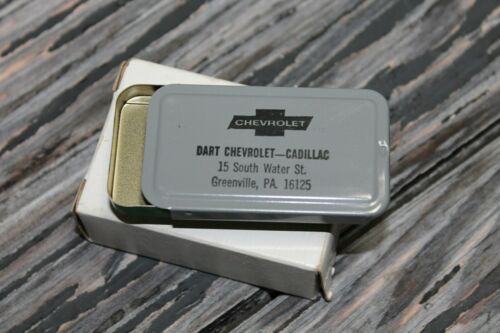 CHEVROLET
DART CHEVROLET—CADILLAC
15 South Water St.
Greenville, PA. 16125